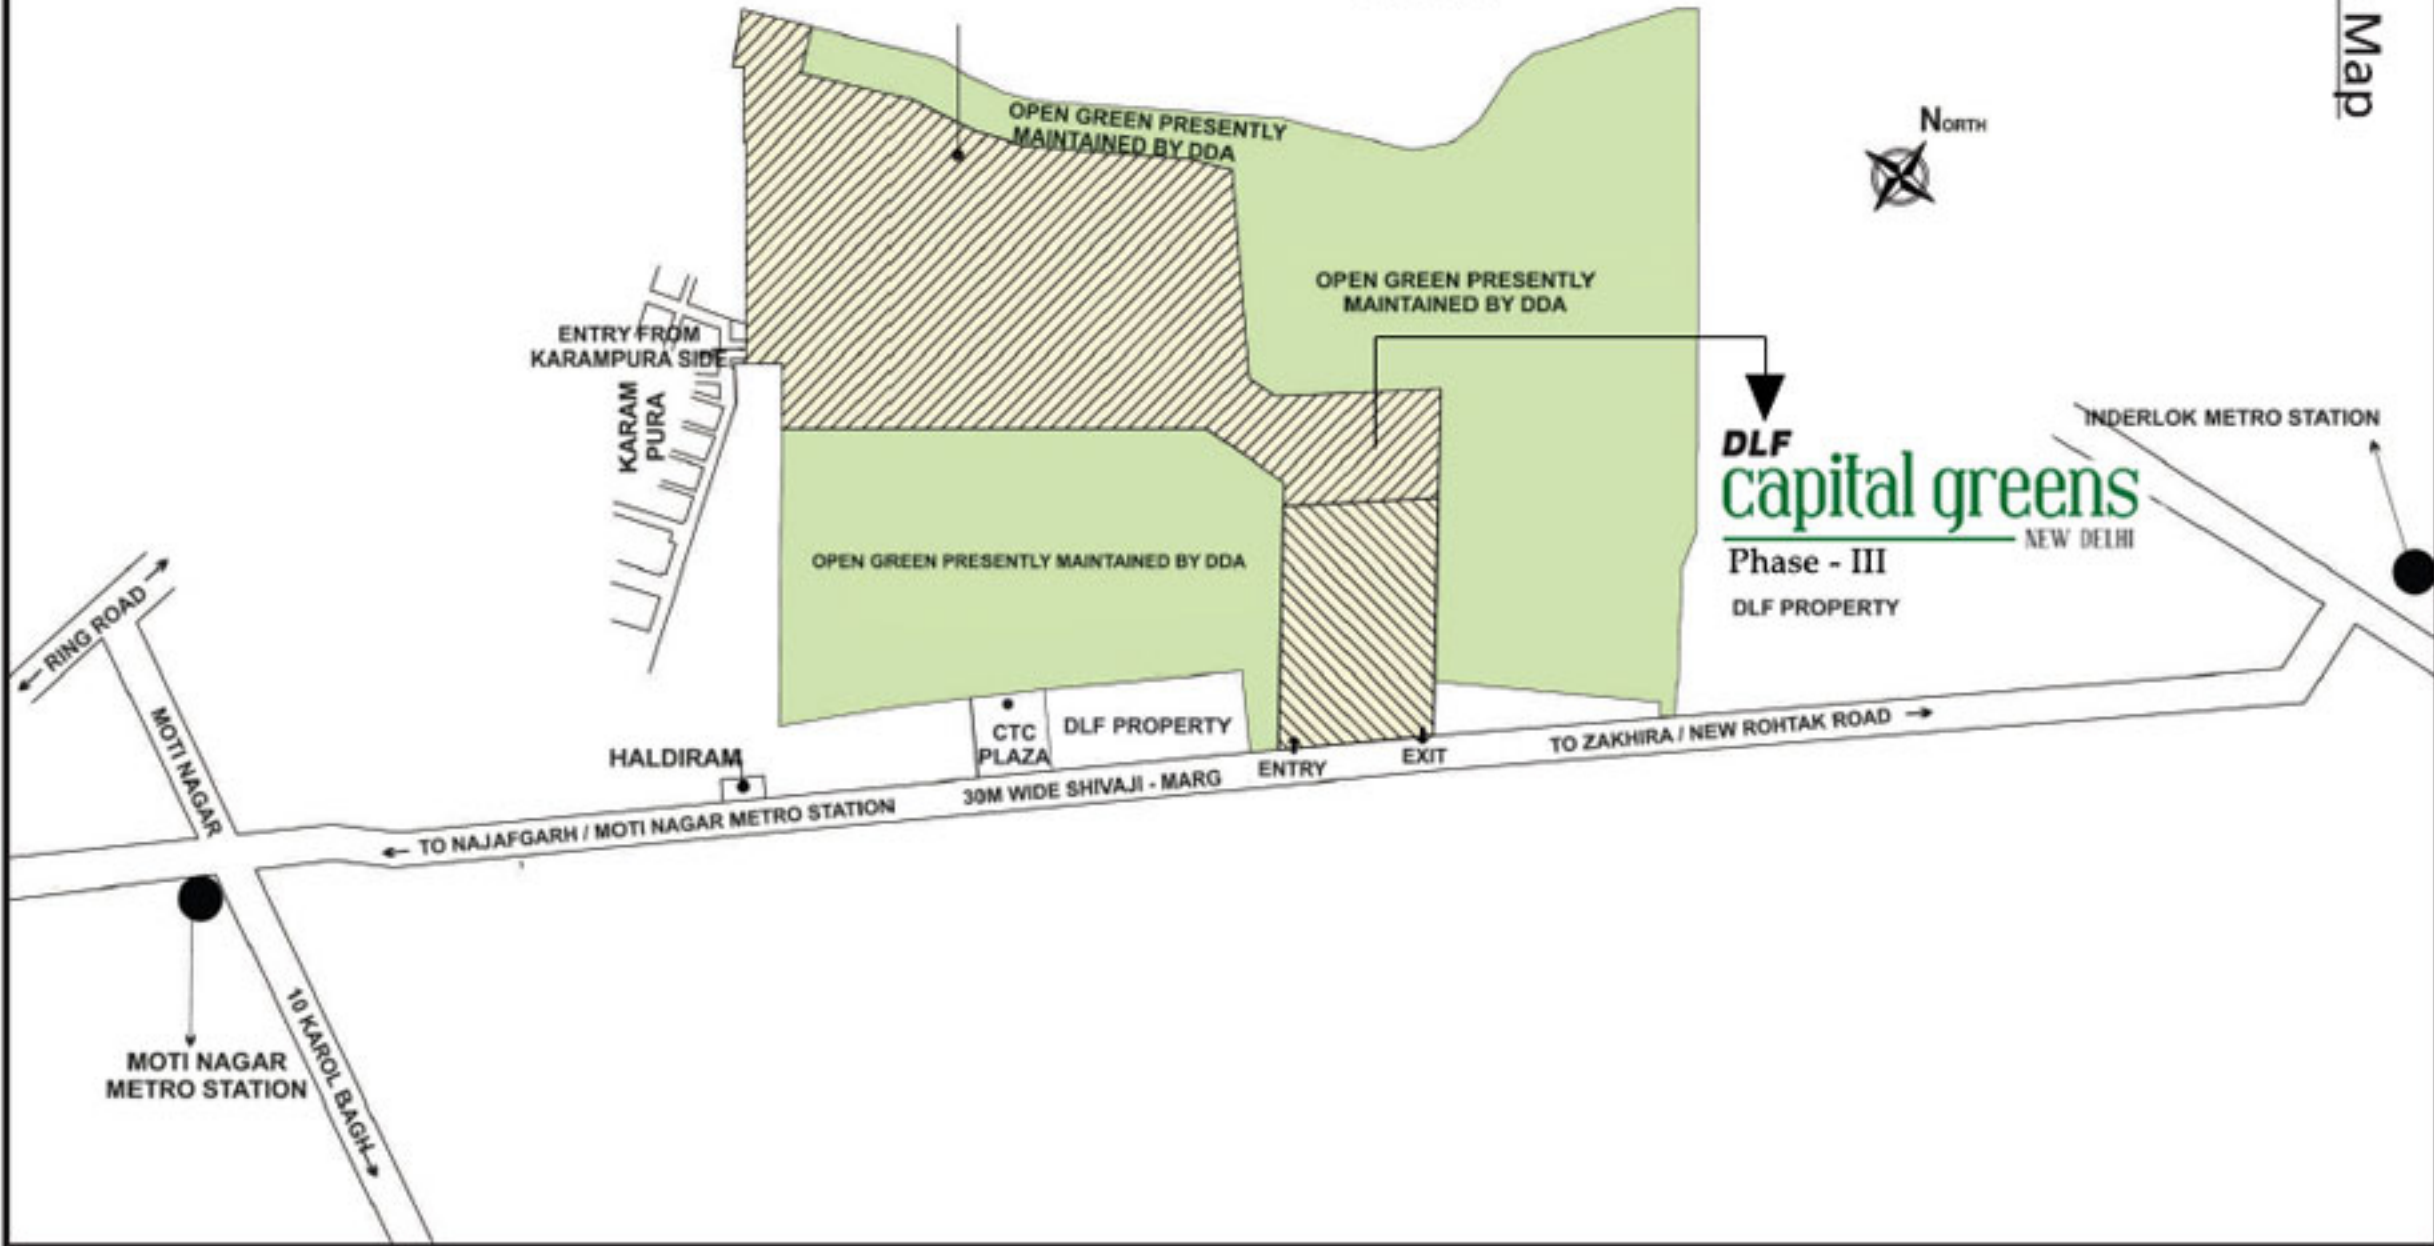 Map
NORTH
OPEN GREEN PRESENTLY
MAINTAINED BY DDA
OPEN GREEN PRESENTLY
MAINTAINED BY DDA
ENTRY FROM
KARAMPURA SIDE
KARAM
PURA
INDERLOK METRO STATION
DLF
capital greens
NEW DELHI
Phase - III
DLF PROPERTY
OPEN GREEN PRESENTLY MAINTAINED BY DDA
RING ROAD
MOTI NAGAR
HALDIRAM
CTC
PLAZA
DLF PROPERTY
ENTRY
EXIT
TO ZAKHIRA / NEW ROHTAK ROAD
30M WIDE SHIVAJI - MARG
TO NAJAFGARH / MOTI NAGAR METRO STATION
MOTI NAGAR
METRO STATION
10 KAROL BAGH